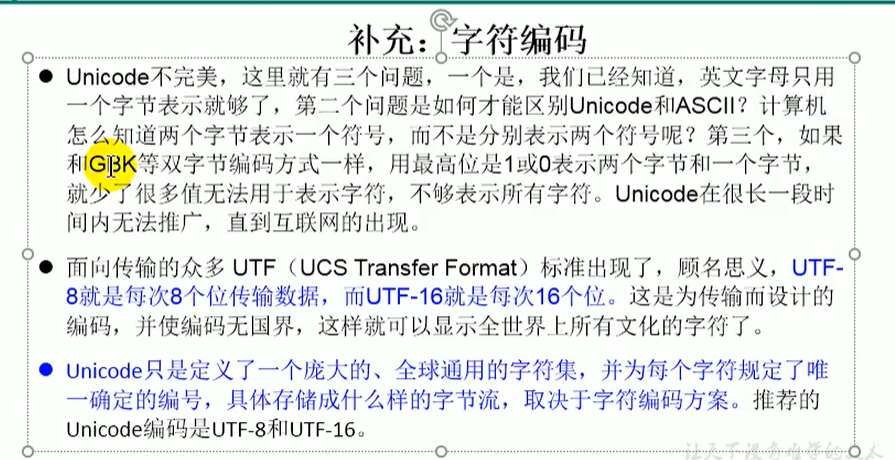 补充：字符编码
Unicode不完美，这里就有三个问题，一个是，我们已经知道，英文字母只用
一个字节表示就够了，第二个问题是如何才能区别Unicode和ASCII？计算机
怎么知道两个字节表示一个符号，而不是分别表示两个符号呢？第三个，如果
和GBK等双字节编码方式一样，用最高位是1或0表示两个字节和一个字节，
就少了很多值无法用于表示字符，不够表示所有字符。Unicode在很长一段时
间内无法推广，直到互联网的出现。
面向传输的众多 UTF（UCS Transfer Format）标准出现了，顾名思义，UTF-
8就是每次8个位传输数据，而UTF-16就是每次16个位。这是为传输而设计的
编码，并使编码无国界，这样就可以显示全世界上所有文化的字符了。
Unicode只是定义了一个庞大的、全球通用的字符集，并为每个字符规定了唯
一确定的编号，具体存储成什么样的字节流，取决于字符编码方案。推荐的
Unicode编码是UTF-8和UTF-16。
让天下没有难学的技术